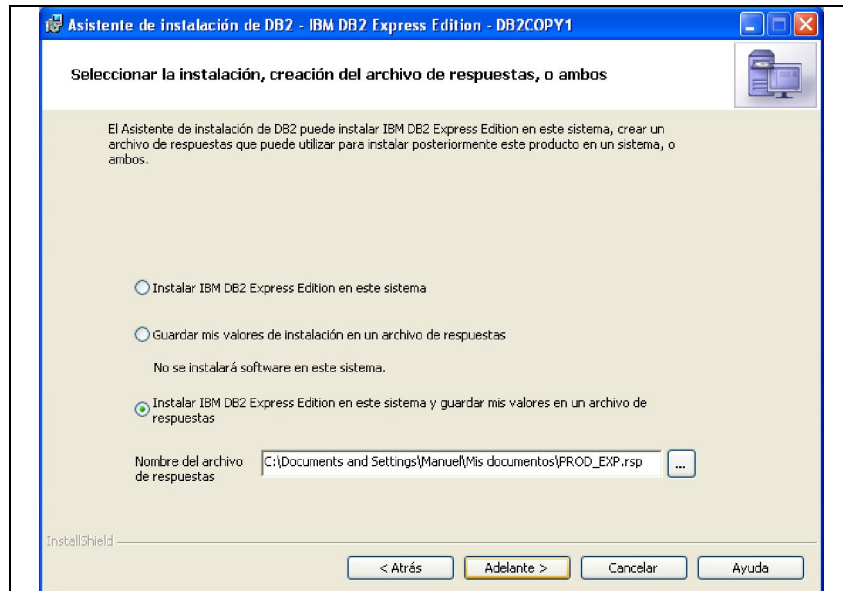 Asistente de instalación de DB2 - IBM DB2 Express Edition - DB2COPY1
Seleccionar la instalación, creación del archivo de respuestas, o ambos
El Asistente de instalación de DB2 puede instalar IBM DB2 Express Edition en este sistema, crear un
archivo de respuestas que puede utilizar para instalar posteriormente este producto en un sistema, o
ambos.
Instalar IBM DB2 Express Edition en este sistema
Guardar mis valores de instalación en un archivo de respuestas
No se instalará software en este sistema.
Instalar IBM DB2 Express Edition en este sistema y guardar mis valores en un archivo de
respuestas
Nombre del archivo
de respuestas
C:\Documents and Settings\Manuel\Mis documentos\PROD_EXP.rsp
...
InstallShield
< Atrás
Adelante >
Cancelar
Ayuda